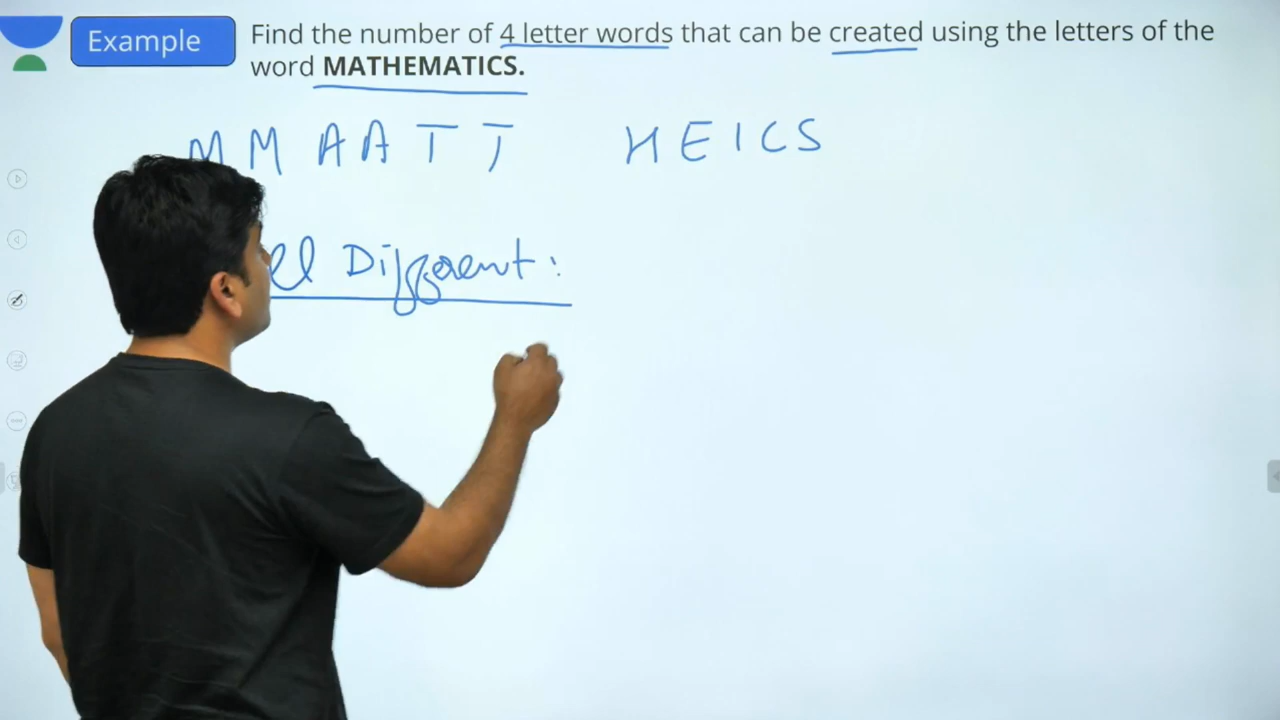 Example
Find the number of 4 letter words that can be created using the letters of the
word MATHEMATICS.
M M A A T T H E I C S
Different: